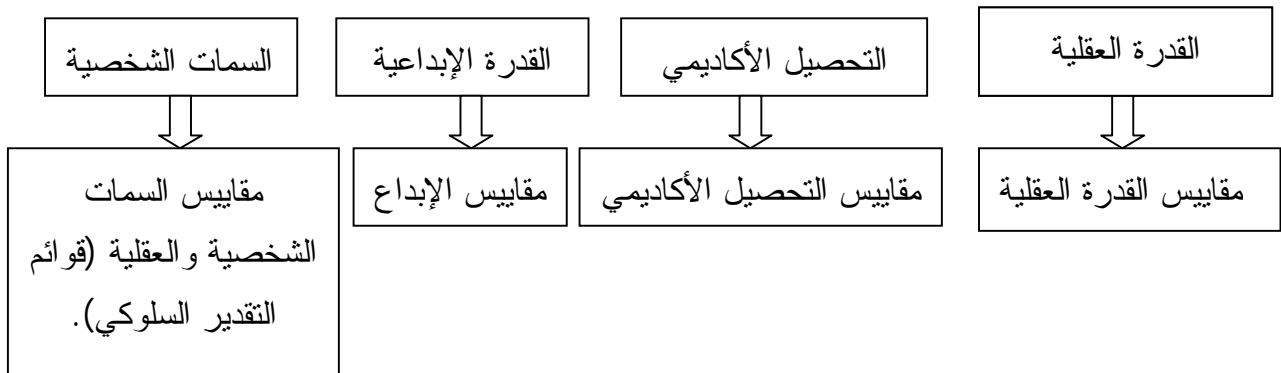 القدرة العقلية
التحصيل الأكاديمي
القدرة الإبداعية
السمات الشخصية
مقاييس القدرة العقلية
مقاييس التحصيل الأكاديمي
مقاييس الإبداع
مقاييس السمات
الشخصية والعقلية (قوائم
التقدير السلوكي).